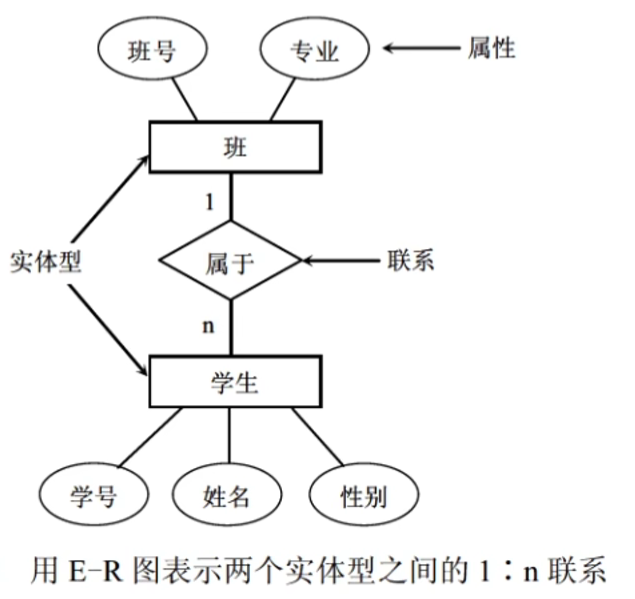 班号
专业
属性
班
1
实体型
属于
联系
n
学生
学号
姓名
性别
用 E-R 图表示两个实体型之间的 1∶n 联系